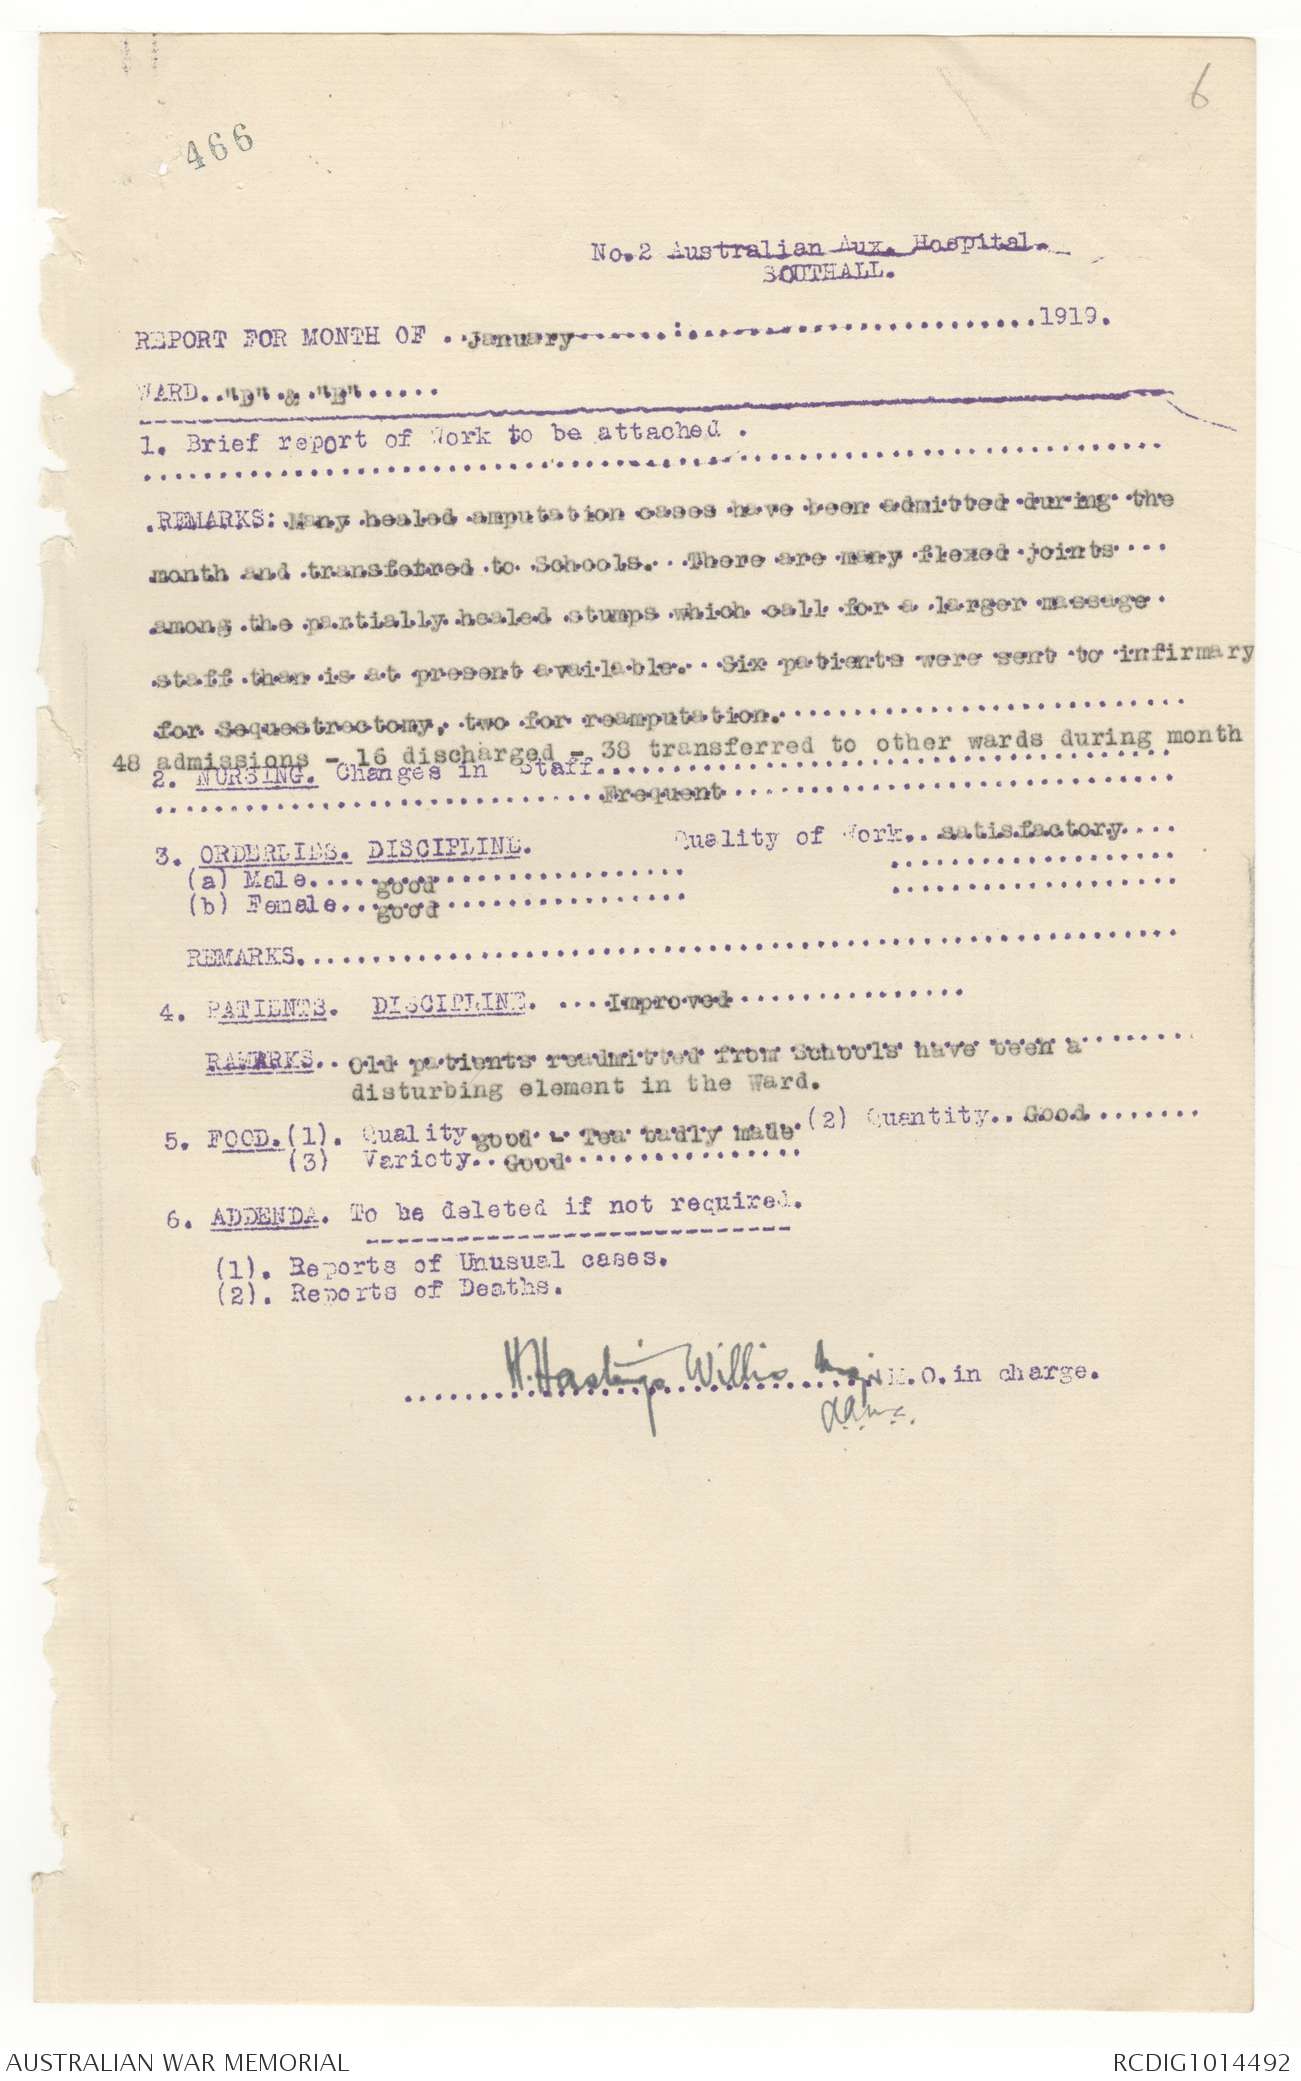 6
466
No.2 Australian Aux. Hospital.
SOUTHALL.
REPORT FOR MONTH OF ..January.................................1919.
WARD.."D" & "E".....
1. Brief report of Work to be attached .
REMARKS: Many healed amputation cases have been admitted during the
month and transferred to Schools. There are many flexed joints
among the partially healed stumps which call for a larger massage
staff than is at present available. Six patients were sent to infirmary
for Sequestrectomy, two for reamputation.
48 admissions - 16 discharged - 38 transferred to other wards during month
2. NURSING. Changes in Staff
Frequent
3. ORDERLIES. DISCIPLINE. Quality of Work.. satisfactory....
(a) Male.... good
(b) Female.. good
REMARKS.
4. PATIENTS. DISCIPLINE. ....Improved
RAMARKS.. Old patients readmitted from Schools have been a
disturbing element in the Ward.
5. FOOD.(1). Quality good - Tea badly made (2) Quantity.. Good
(3) Variety.. Good
6. ADDENDA. To be deleted if not required.
(1). Reports of Unusual cases.
(2). Reports of Deaths.
H. Hastings Willis Major M.O. in charge.
AUSTRALIAN WAR MEMORIAL
RCDIG1014492